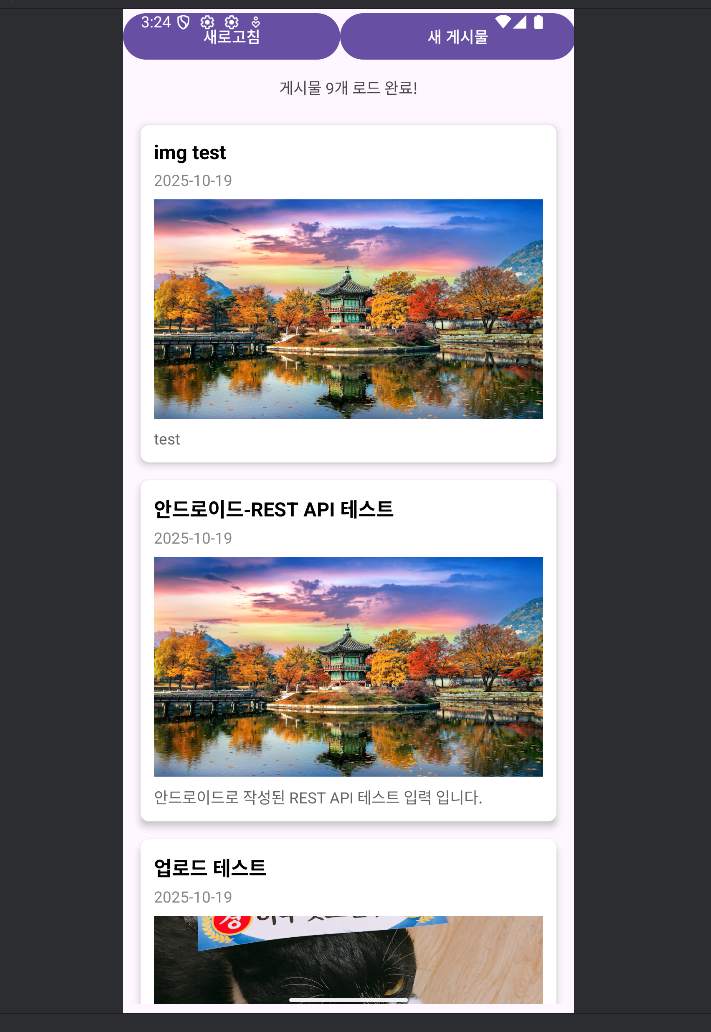 3:24
새로고침 새 게시물
게시물 9개 로드 완료!
img test
2025-10-19
test
안드로이드-REST API 테스트
2025-10-19
안드로이드로 작성된 REST API 테스트 입력 입니다.
업로드 테스트
2025-10-19
경